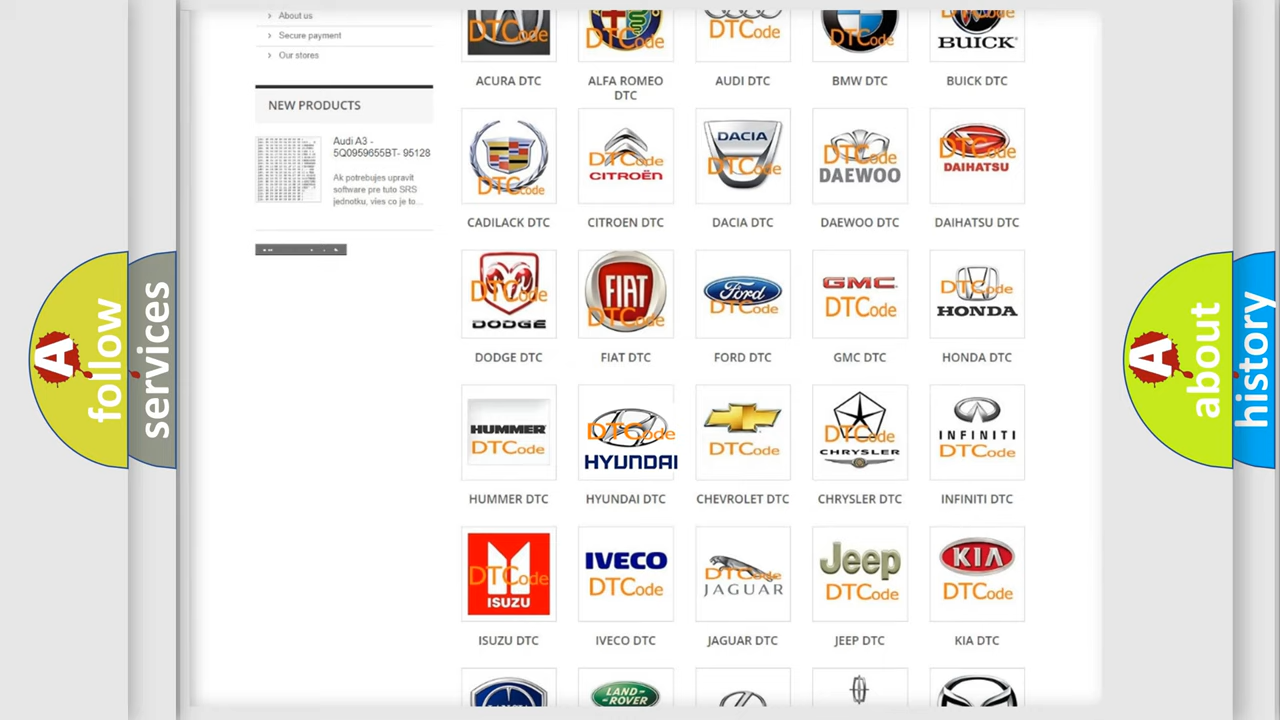 About us
Secure payment
Our stores
NEW PRODUCTS
Audi A3 -
5Q0959655BT- 95128
Ak potrebujes upravit
software pre tuto SRS
jednotku, vies co je to...
DTCode
DTCode
DTCode
DTCode
BUICK
ACURA DTC
ALFA ROMEO
DTC
AUDI DTC
BMW DTC
BUICK DTC
DTCode
DTCode
CITROËN
DACIA
DTCode
DTCode
DAEWOO
DTCode
DAIHATSU
CADILACK DTC
CITROEN DTC
DACIA DTC
DAEWOO DTC
DAIHATSU DTC
DTCode
DODGE
FIAT
DTCode
Ford
DTCode
GMC
DTCode
DTCode
HONDA
DODGE DTC
FIAT DTC
FORD DTC
GMC DTC
HONDA DTC
HUMMER
DTCode
DTCode
HYUNDAI
DTCode
DTCode
CHRYSLER
INFINITI
DTCode
HUMMER DTC
HYUNDAI DTC
CHEVROLET DTC
CHRYSLER DTC
INFINITI DTC
DTCode
ISUZU
IVECO
DTCode
DTCode
JAGUAR
Jeep
DTCode
KIA
DTCode
ISUZU DTC
IVECO DTC
JAGUAR DTC
JEEP DTC
KIA DTC
LAND-
ROVER
A
follow
services
A
about
history